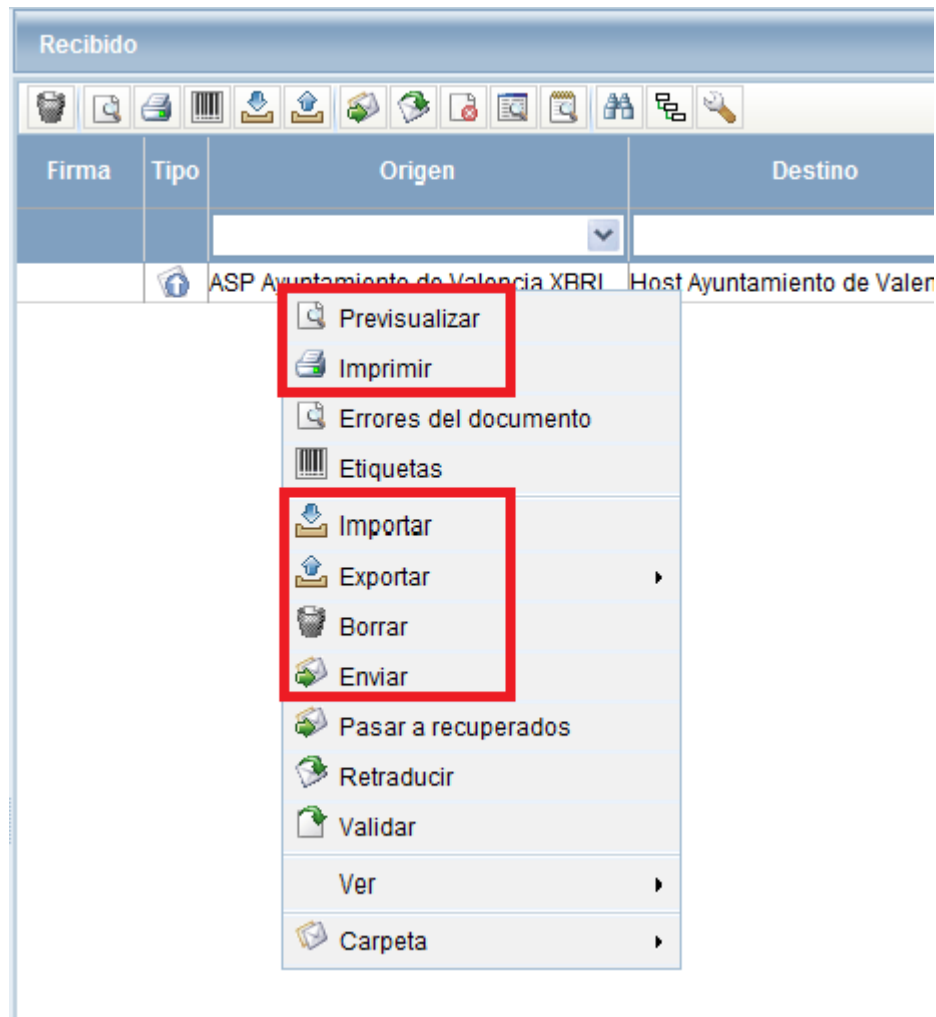 Recibido
Firma Tipo Origen Destino
ASP Ayuntamiento de Valencia XBRL Host Ayuntamiento de Valen
Previsualizar
Imprimir
Errores del documento
Etiquetas
Importar
Exportar
Borrar
Enviar
Pasar a recuperados
Retraducir
Validar
Ver
Carpeta